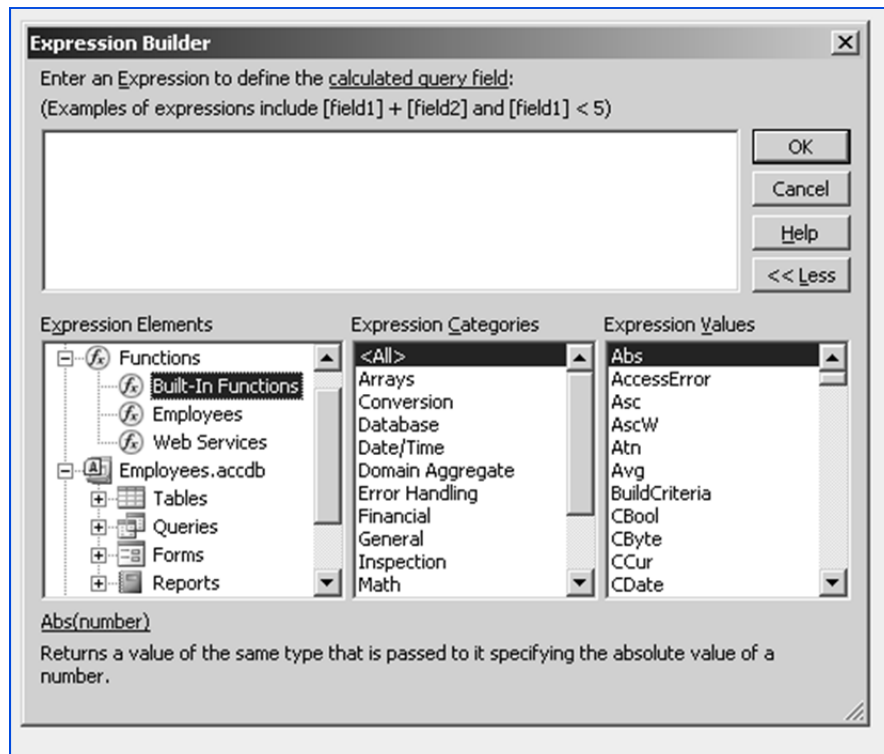 Expression Builder
Enter an Expression to define the calculated query field:
(Examples of expressions include [field1] + [field2] and [field1] < 5)
OK
Cancel
Help
<< Less
Expression Elements
Functions
Built-In Functions
Employees
Web Services
Employees.accdb
Tables
Queries
Forms
Reports
Expression Categories
<All>
Arrays
Conversion
Database
Date/Time
Domain Aggregate
Error Handling
Financial
General
Inspection
Math
Expression Values
Abs
AccessError
Asc
AscW
Atn
Avg
BuildCriteria
CBool
CByte
CCur
CDate
Abs(number)
Returns a value of the same type that is passed to it specifying the absolute value of a
number.